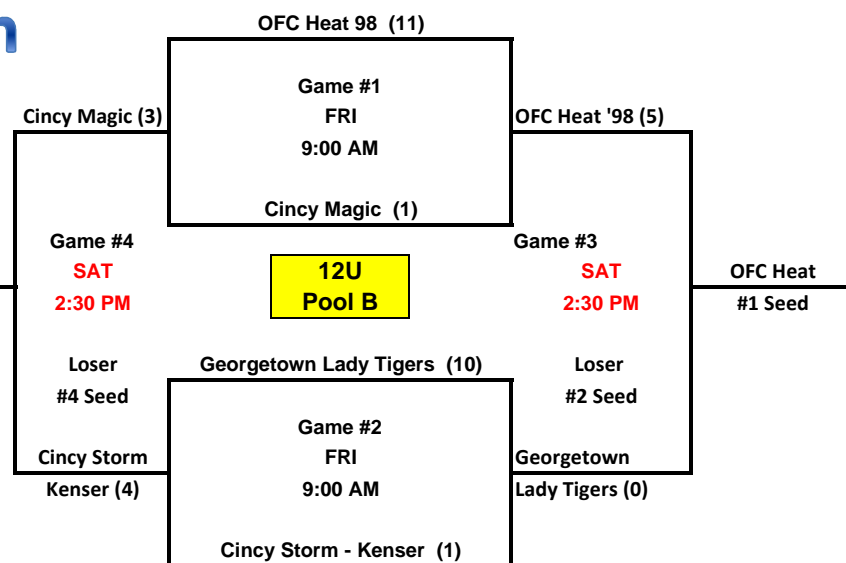 n
OFC Heat 98 (11)
Game #1
FRI
9:00 AM
Cincy Magic (3)
OFC Heat '98 (5)
Cincy Magic (1)
Game #4
SAT
2:30 PM
12U
Pool B
Game #3
SAT
2:30 PM
OFC Heat
#1 Seed
Loser
#4 Seed
Georgetown Lady Tigers (10)
Loser
#2 Seed
Game #2
FRI
9:00 AM
Cincy Storm
Kenser (4)
Georgetown
Lady Tigers (0)
Cincy Storm - Kenser (1)